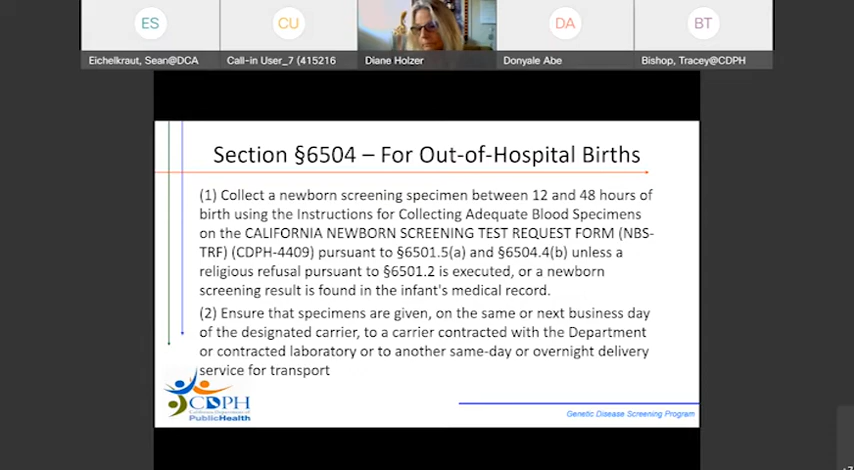 ES
CU
DA
BT
Eichelkraut, Sean@DCA
Call-in User_7 (415216
Diane Holzer
Donyale Abe
Bishop, Tracey@CDPH
Section §6504 – For Out-of-Hospital Births
(1) Collect a newborn screening specimen between 12 and 48 hours of
birth using the Instructions for Collecting Adequate Blood Specimens
on the CALIFORNIA NEWBORN SCREENING TEST REQUEST FORM (NBS-
TRF) (CDPH-4409) pursuant to §6501.5(a) and §6504.4(b) unless a
religious refusal pursuant to §6501.2 is executed, or a newborn
screening result is found in the infant's medical record.
(2) Ensure that specimens are given, on the same or next business day
of the designated carrier, to a carrier contracted with the Department
or contracted laboratory or to another same-day or overnight delivery
service for transport
CDPH
California Department of
PublicHealth
Genetic Disease Screening Program